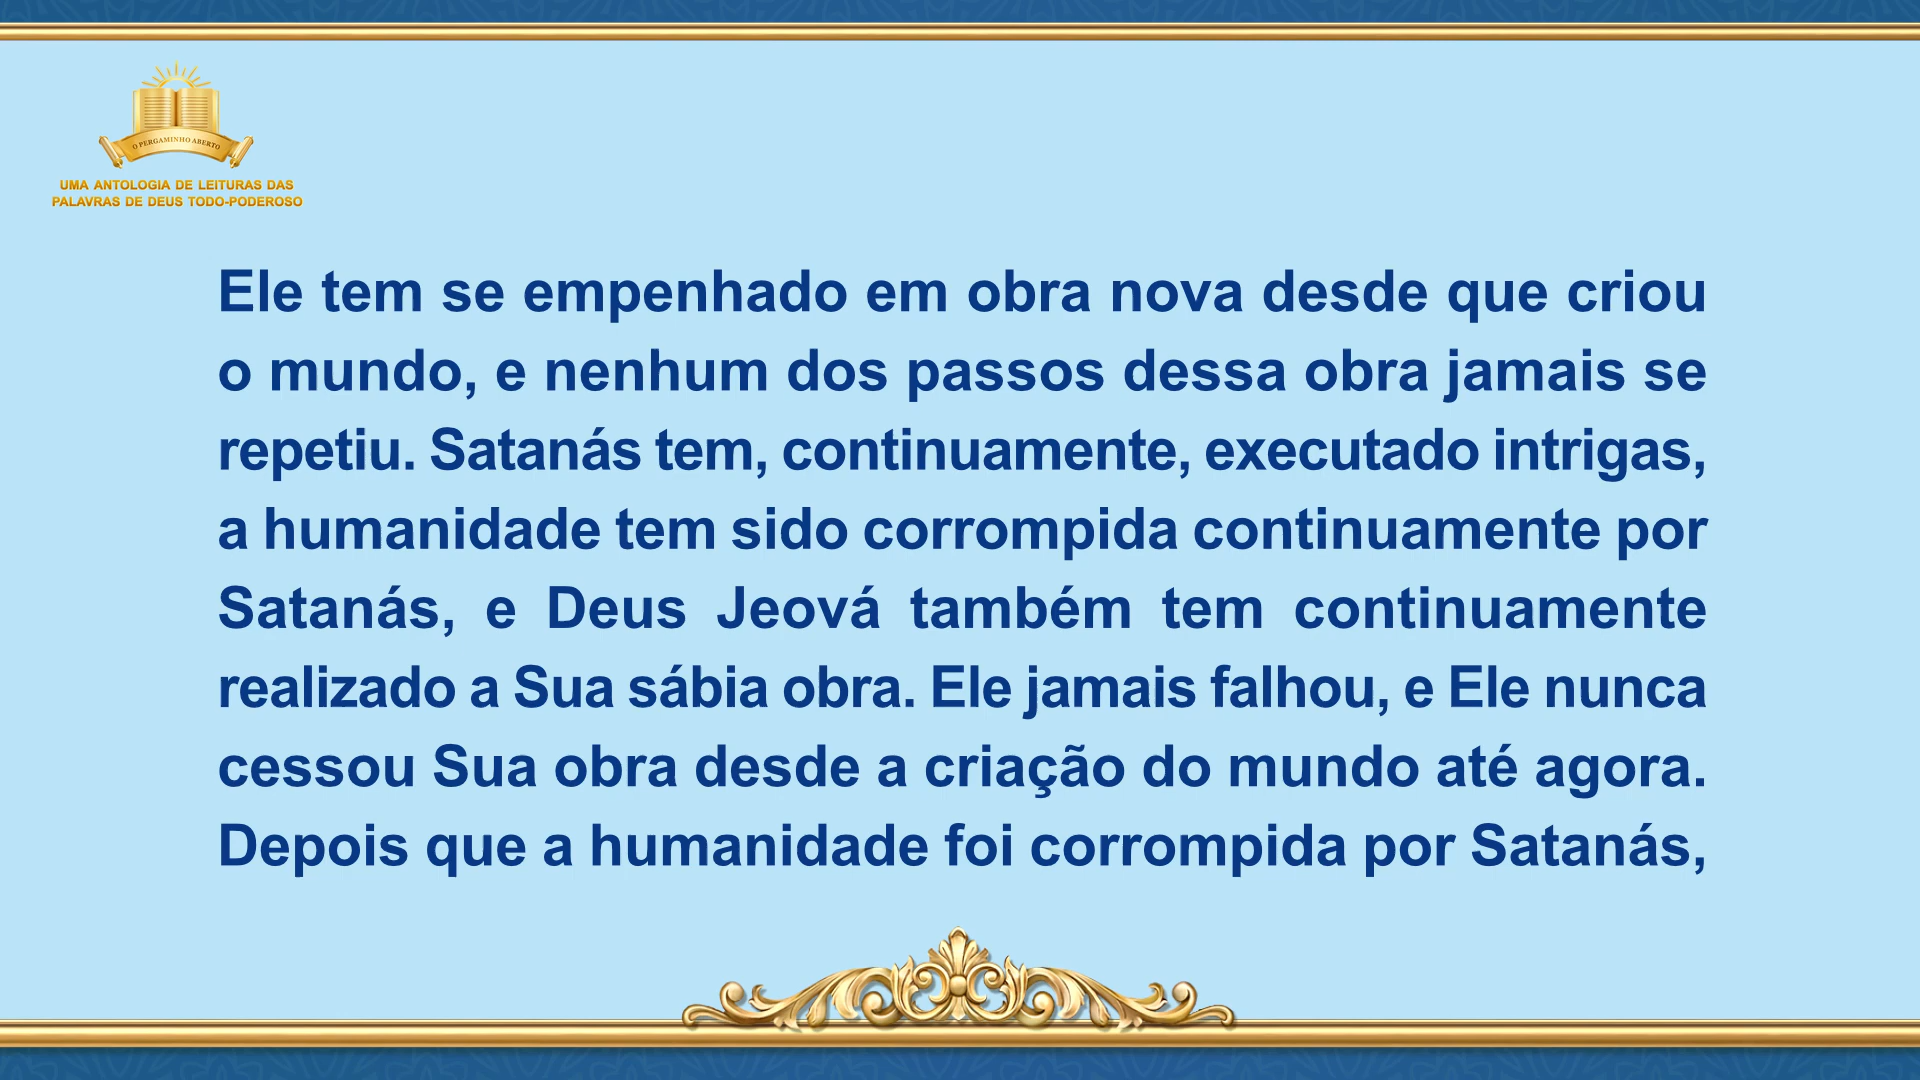 O PERGAMINHO ABERTO
UMA ANTOLOGIA DE LEITURAS DAS
PALAVRAS DE DEUS TODO-PODEROSO
Ele tem se empenhado em obra nova desde que criou
o mundo, e nenhum dos passos dessa obra jamais se
repetiu. Satanás tem, continuamente, executado intrigas,
a humanidade tem sido corrompida continuamente por
Satanás, e Deus Jeová também tem continuamente
realizado a Sua sábia obra. Ele jamais falhou, e Ele nunca
cessou Sua obra desde a criação do mundo até agora.
Depois que a humanidade foi corrompida por Satanás,